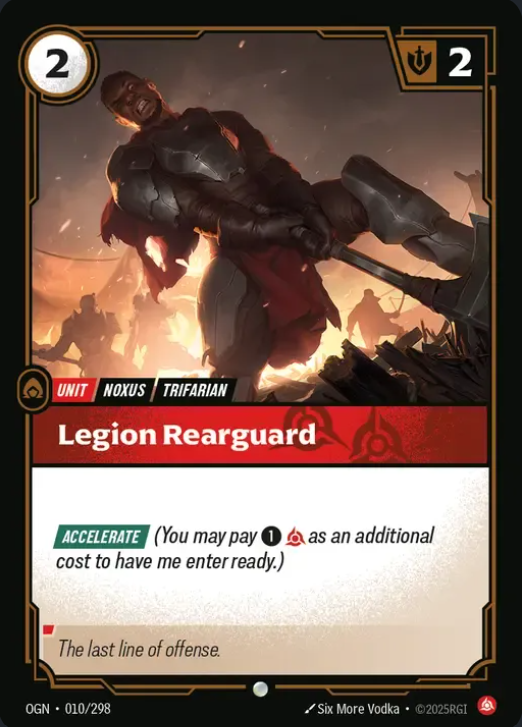 2
2
UNIT NOXUS TRIFARIAN
Legion Rearguard
ACCELERATE (You may pay 1 as an additional
cost to have me enter ready.)
The last line of offense.
OGN • 010/298
Six More Vodka • ©2025RGI